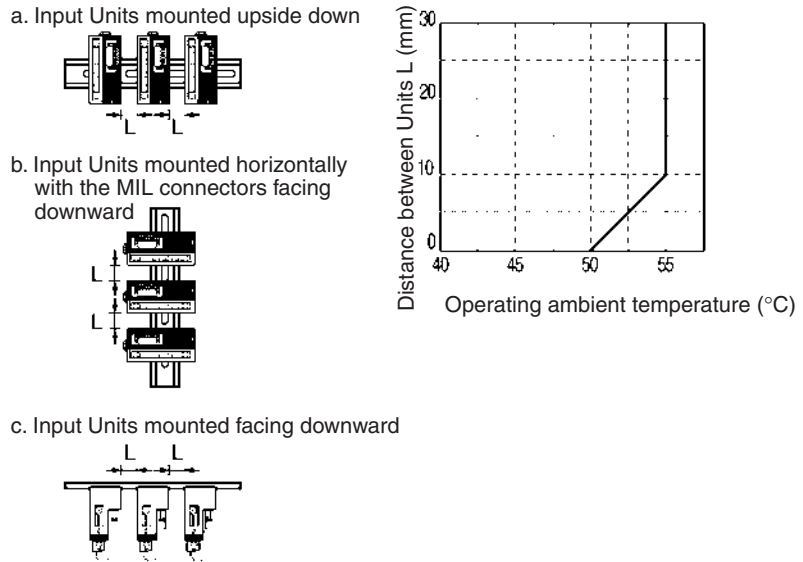 a. Input Units mounted upside down
L L
b. Input Units mounted horizontally
with the MIL connectors facing
downward
L
L
c. Input Units mounted facing downward
L L
Distance between Units L (mm)
30
20
10
0
40 45 50 55
Operating ambient temperature (°C)